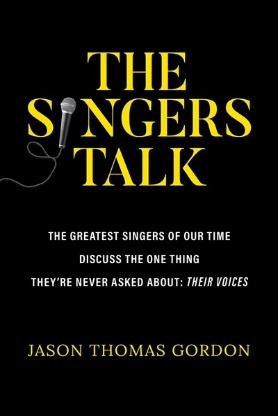 THE
SINGERS
TALK
THE GREATEST SINGERS OF OUR TIME
DISCUSS THE ONE THING
THEY'RE NEVER ASKED ABOUT: THEIR VOICES
JASON THOMAS GORDON